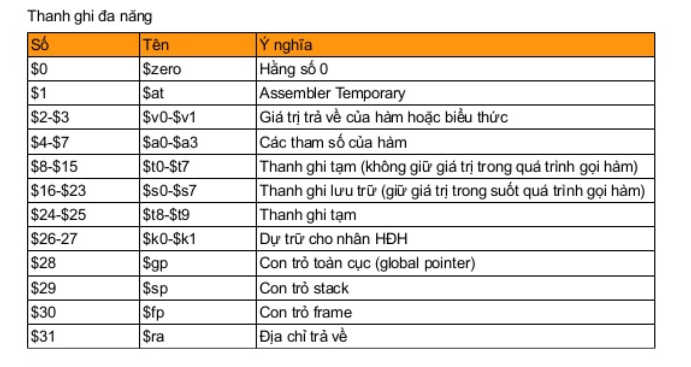 Thanh ghi đa năng
Số Tên Ý nghĩa
$0 $zero Hằng số 0
$1 $at Assembler Temporary
$2-$3 $v0-$v1 Giá trị trả về của hàm hoặc biểu thức
$4-$7 $a0-$a3 Các tham số của hàm
$8-$15 $t0-$t7 Thanh ghi tạm (không giữ giá trị trong quá trình gọi hàm)
$16-$23 $s0-$s7 Thanh ghi lưu trữ (giữ giá trị trong suốt quá trình gọi hàm)
$24-$25 $t8-$t9 Thanh ghi tạm
$26-27 $k0-$k1 Dự trữ cho nhân HĐH
$28 $gp Con trỏ toàn cục (global pointer)
$29 $sp Con trỏ stack
$30 $fp Con trỏ frame
$31 $ra Địa chỉ trả về